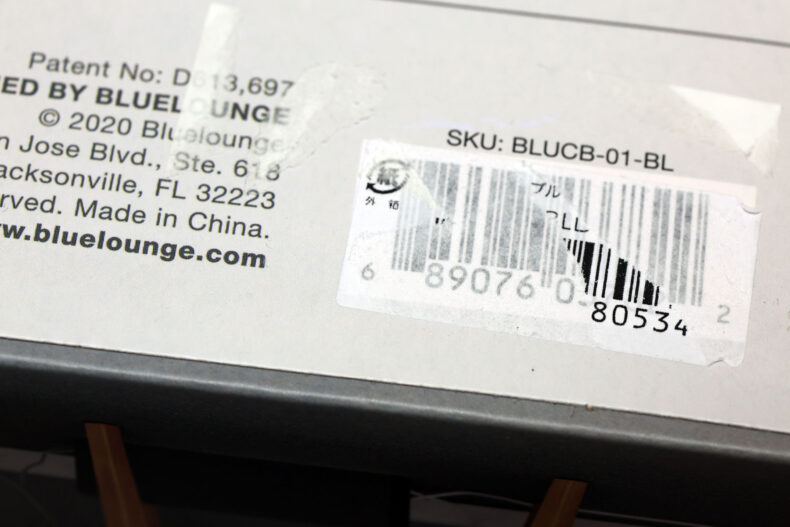 Patent No: D613,697
ED BY BLUELOUNGE
© 2020 Bluelounge
n Jose Blvd., Ste. 618
acksonville, FL 32223
rved. Made in China.
w.bluelounge.com
SKU: BLUCB-01-BL
紙
外箱
ブル
6 89076 0 2
80534